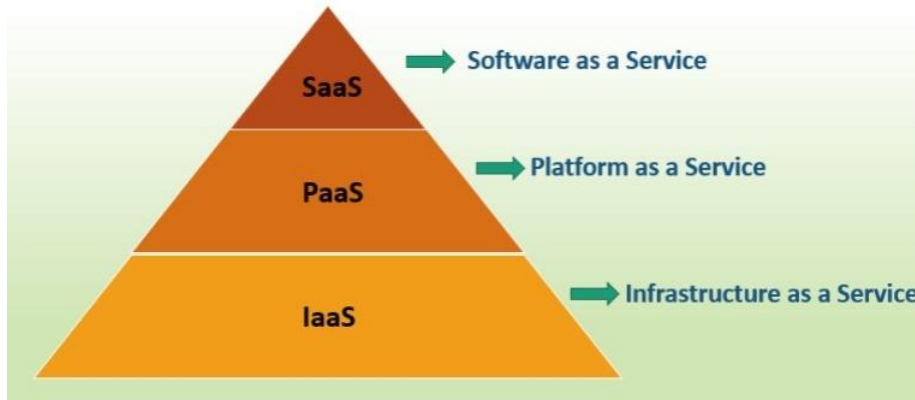 SaaS
Software as a Service
PaaS
Platform as a Service
IaaS
Infrastructure as a Service